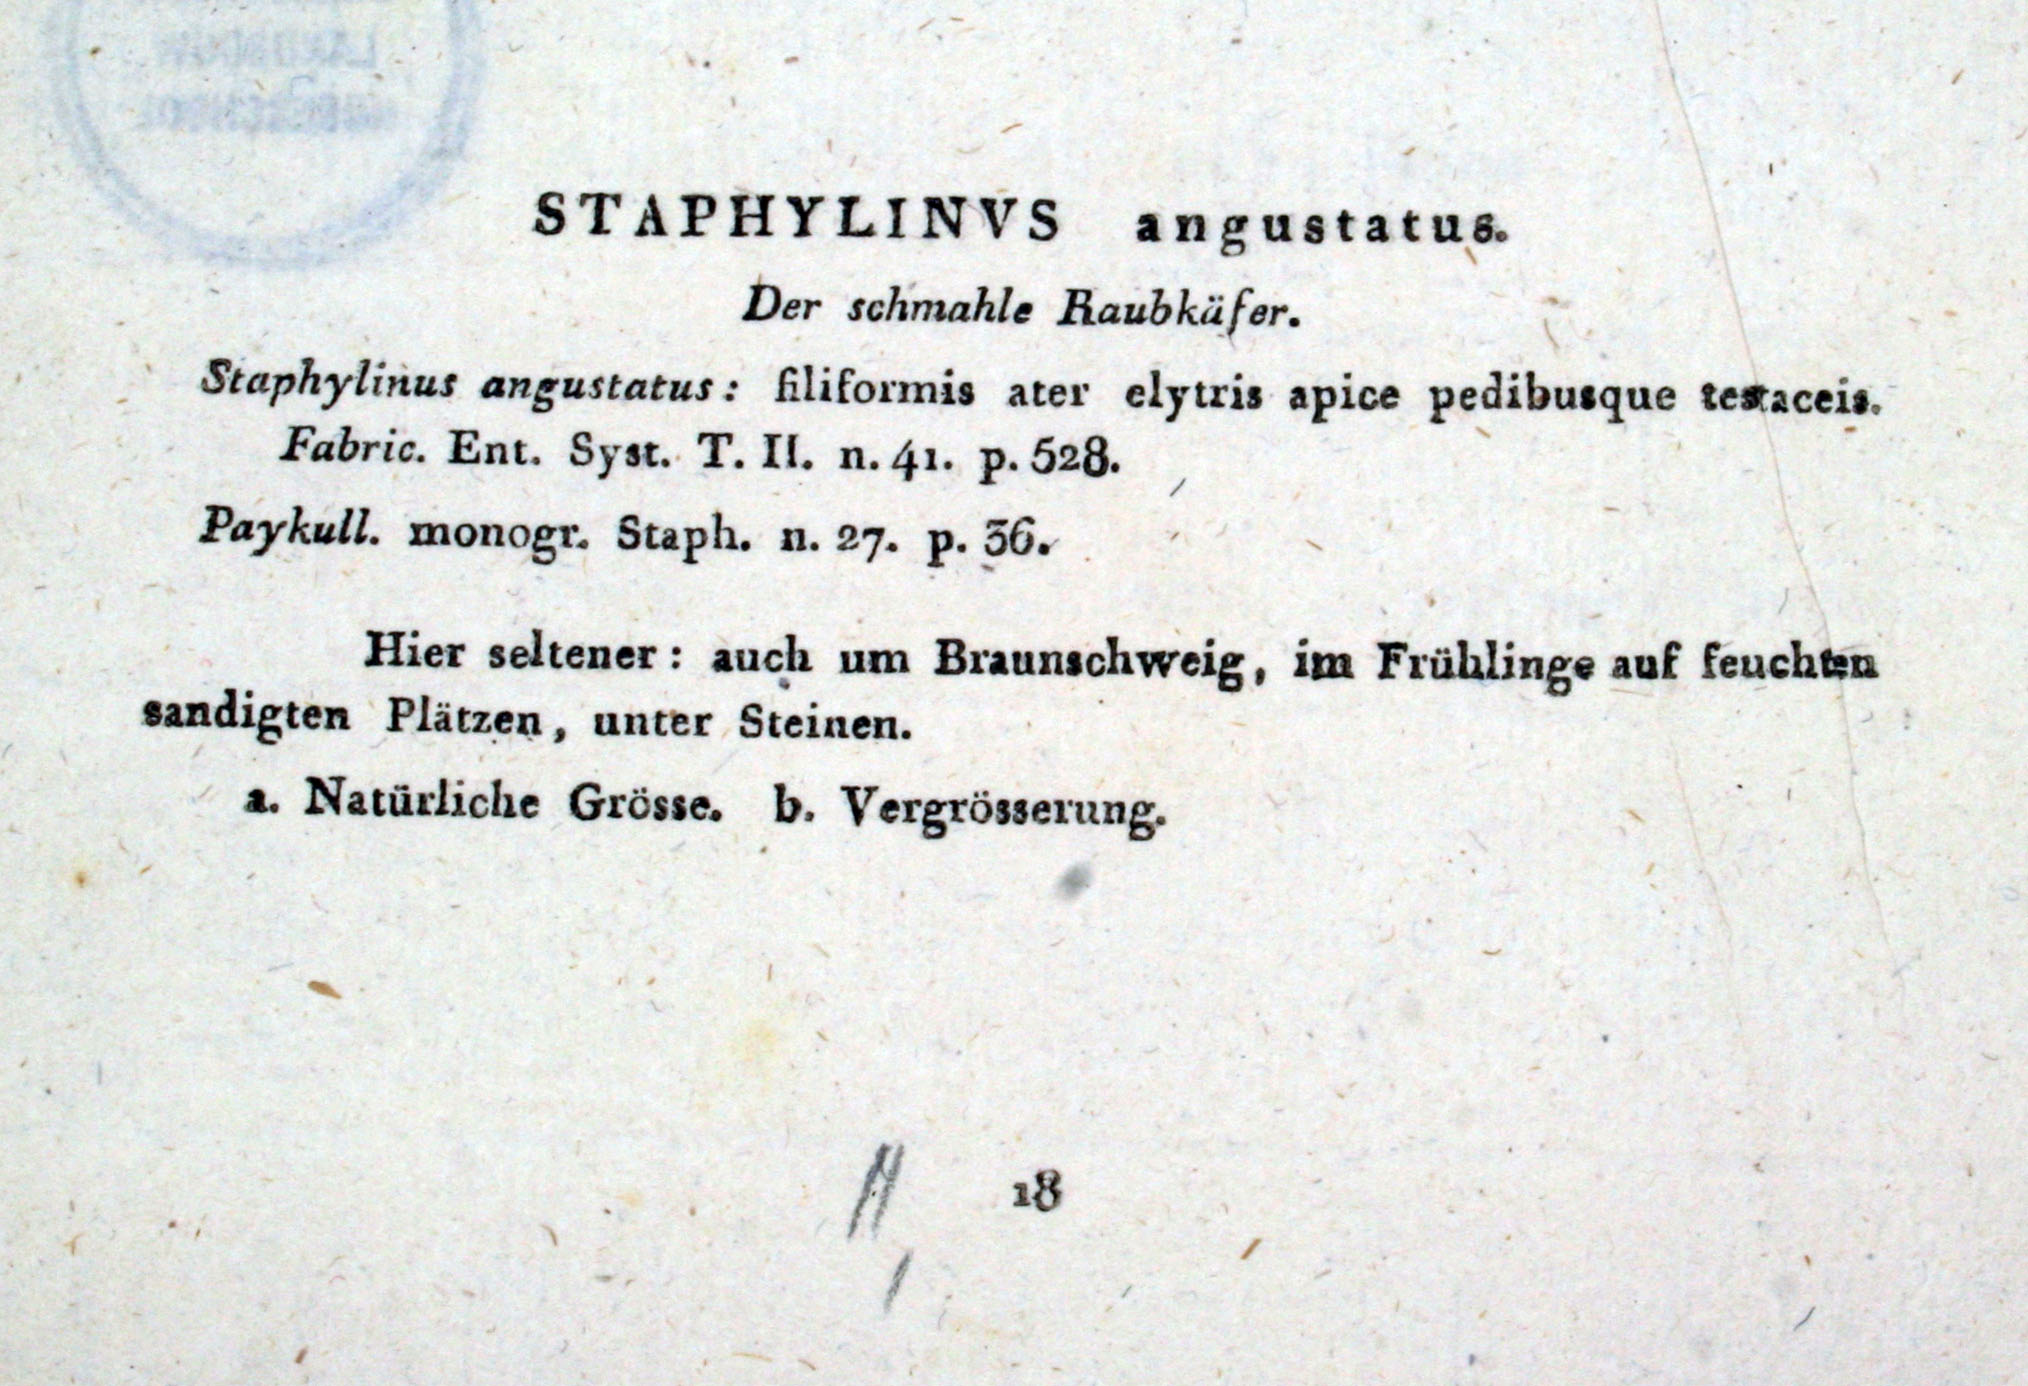 STAPHYLINVS angustatus.
Der schmahle Raubkäfer.
Staphylinus angustatus: filiformis ater elytris apice pedibusque testaceis.
Fabric. Ent. Syst. T. II. n. 41. p. 528.
Paykull. monogr. Staph. n. 27. p. 36.
Hier seltener: auch um Braunschweig, im Frühlinge auf feuchten
sandigten Plätzen, unter Steinen.
a. Natürliche Grösse. b. Vergrösserung.
18